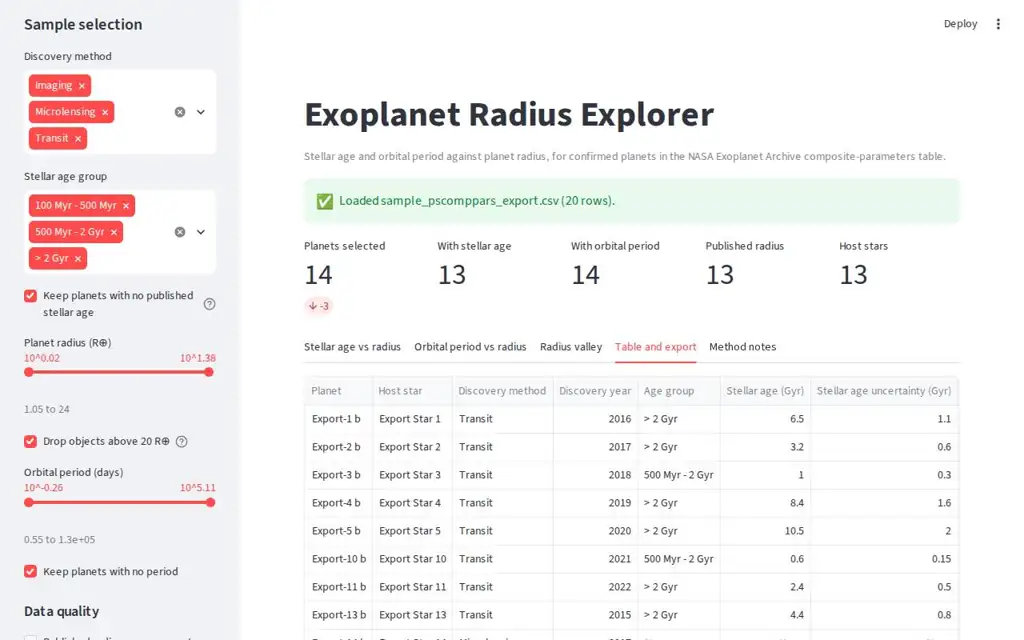 Sample selection
Discovery method
Imaging ×
Microlensing ×
Transit ×
Stellar age group
100 Myr - 500 Myr ×
500 Myr - 2 Gyr ×
> 2 Gyr ×
Keep planets with no published
stellar age
Planet radius (R⊕)
10^0.02 10^1.38
1.05 to 24
Drop objects above 20 R⊕
Orbital period (days)
10^-0.26 10^5.11
0.55 to 1.3e+05
Keep planets with no period
Data quality
Deploy
Exoplanet Radius Explorer
Stellar age and orbital period against planet radius, for confirmed planets in the NASA Exoplanet Archive composite-parameters table.
Loaded sample_pscomppars_export.csv (20 rows).
Planets selected With stellar age With orbital period Published radius Host stars
14 13 14 13 13
↓ -3
Stellar age vs radius Orbital period vs radius Radius valley Table and export Method notes
Planet Host star Discovery method Discovery year Age group Stellar age (Gyr) Stellar age uncertainty (Gyr)
Export-1 b Export Star 1 Transit 2016 > 2 Gyr 6.5 1.1
Export-2 b Export Star 2 Transit 2017 > 2 Gyr 3.2 0.6
Export-3 b Export Star 3 Transit 2018 500 Myr - 2 Gyr 1 0.3
Export-4 b Export Star 4 Transit 2019 > 2 Gyr 8.4 1.6
Export-5 b Export Star 5 Transit 2020 > 2 Gyr 10.5 2
Export-10 b Export Star 10 Transit 2021 500 Myr - 2 Gyr 0.6 0.15
Export-11 b Export Star 11 Transit 2022 > 2 Gyr 2.4 0.5
Export-13 b Export Star 13 Transit 2015 > 2 Gyr 4.4 0.8